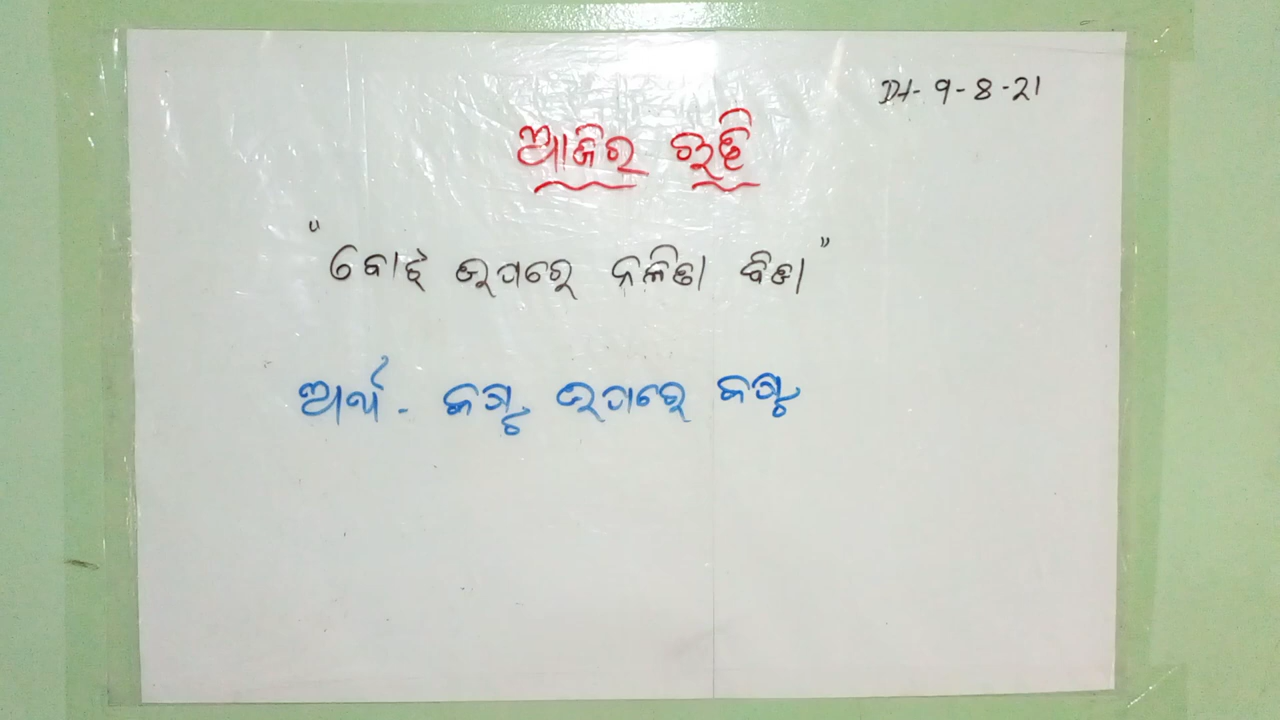 Dt- 9-8-21
ଆଜିର ରୂଢ଼ି
"ବୋଝ ଉପରେ ନଳିତା ବିଡା"
ଅର୍ଥ - କଷ୍ଟ ଉପରେ କଷ୍ଟ